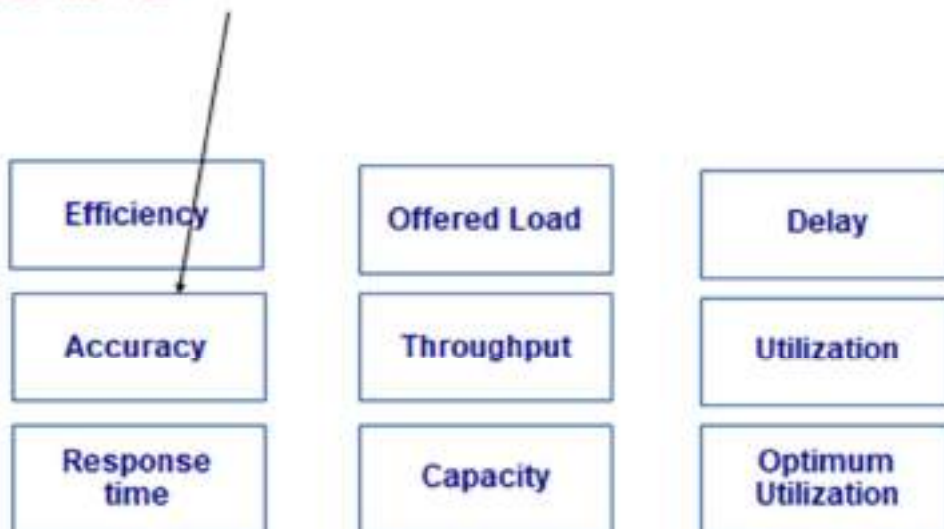 Efficiency
Offered Load
Delay
Accuracy
Throughput
Utilization
Response
time
Capacity
Optimum
Utilization